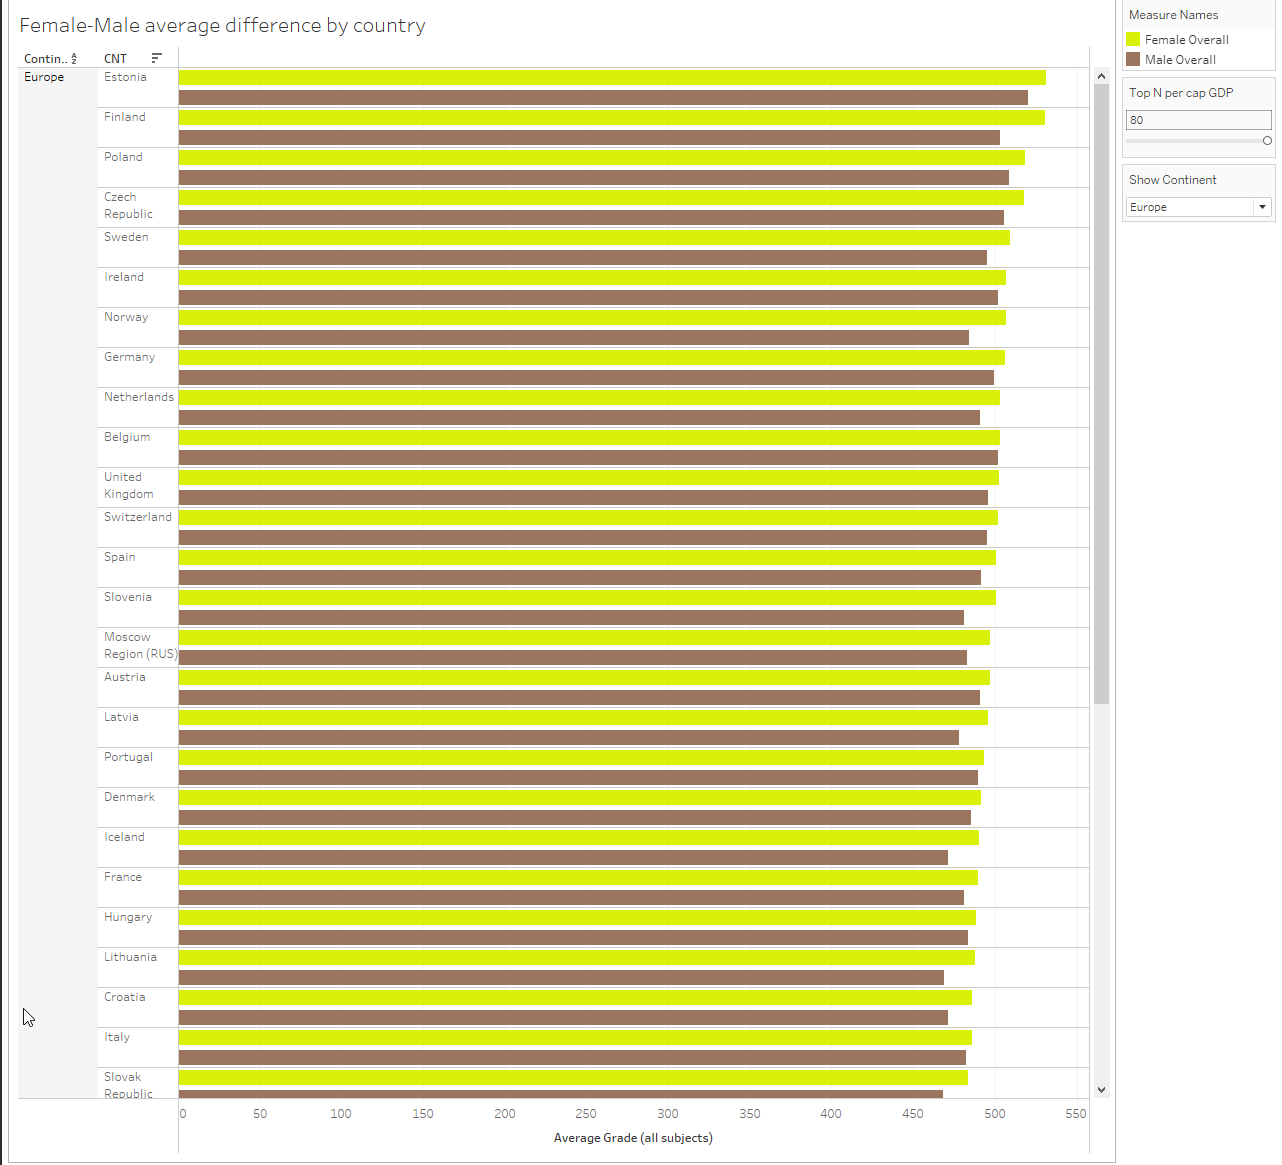 Female-Male average difference by country
Contin.. CNT
Europe
Estonia
Finland
Poland
Czech
Republic
Sweden
Ireland
Norway
Germany
Netherlands
Belgium
United
Kingdom
Switzerland
Spain
Slovenia
Moscow
Region (RUS)
Austria
Latvia
Portugal
Denmark
Iceland
France
Hungary
Lithuania
Croatia
Italy
Slovak
Republic
0 50 100 150 200 250 300 350 400 450 500 550
Average Grade (all subjects)
Measure Names
Female Overall
Male Overall
Top N per cap GDP
80
Show Continent
Europe